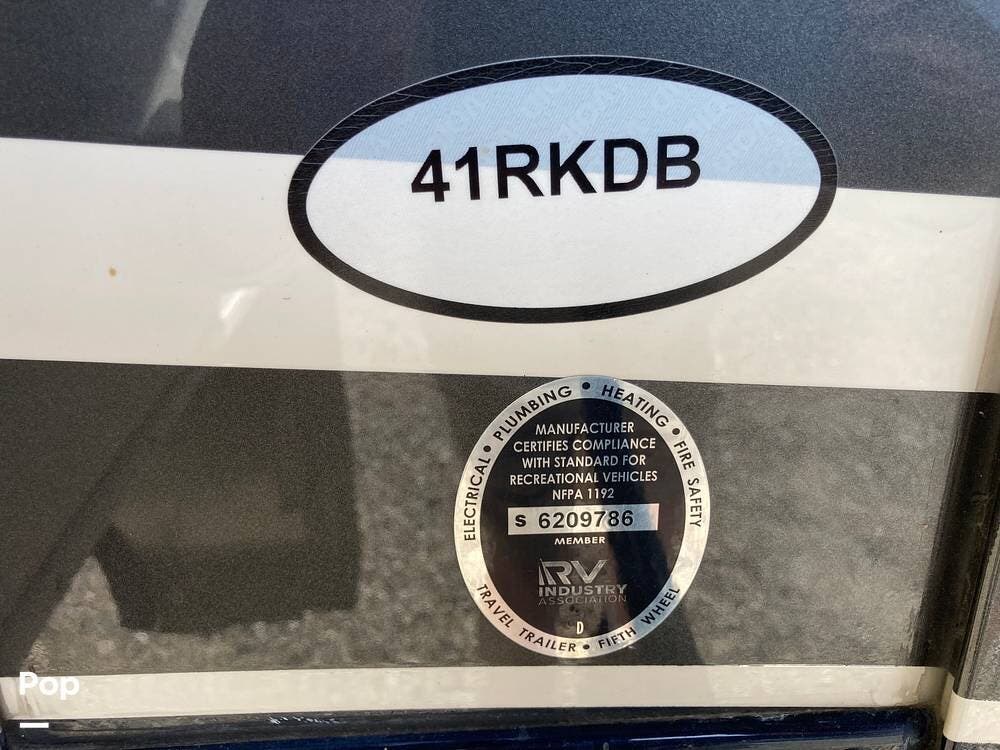 41RKDB
ELECTRICAL • PLUMBING • HEATING • FIRE SAFETY
MANUFACTURER
CERTIFIES COMPLIANCE
WITH STANDARD FOR
RECREATIONAL VEHICLES
NFPA 1192
S 6209786
MEMBER
RV
INDUSTRY
ASSOCIATION
D
TRAVEL TRAILER • FIFTH WHEEL
Pop